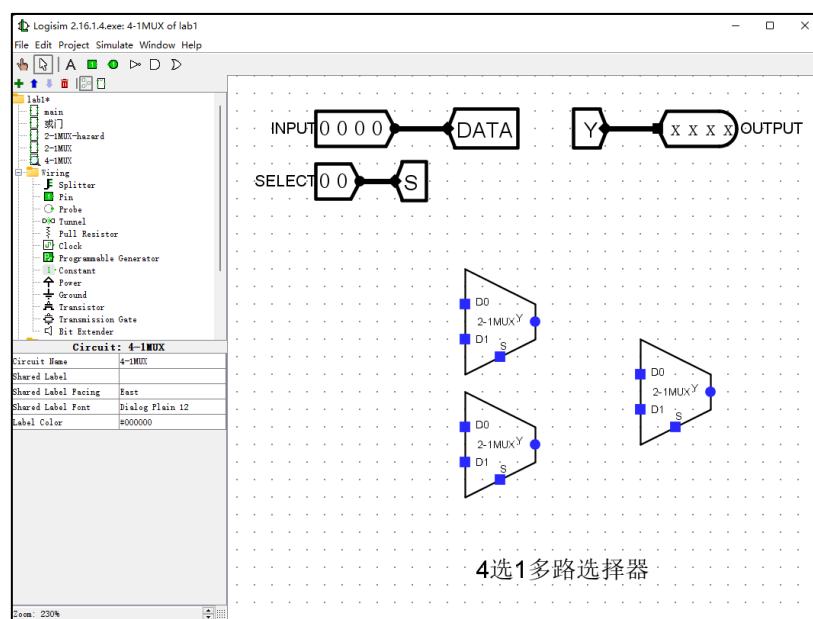 Logisim 2.16.1.4.exe: 4-1MUX of lab1
File Edit Project Simulate Window Help
lab1*
main
或门
2-1MUX-hazard
2-1MUX
4-1MUX
Wiring
Splitter
Pin
Probe
Tunnel
Pull Resistor
Clock
Programmable Generator
Constant
Power
Ground
Transistor
Transmission Gate
Bit Extender
Circuit: 4-1MUX
Circuit Name 4-1MUX
Shared Label
Shared Label Facing East
Shared Label Font Dialog Plain 12
Label Color #000000
Zoom: 230%
INPUT 0 0 0 0 DATA
Y x x x x OUTPUT
SELECT 0 0 S
D0
2-1MUX Y
D1
S
D0
2-1MUX Y
D1
S
D0
2-1MUX Y
D1
S
4选1多路选择器